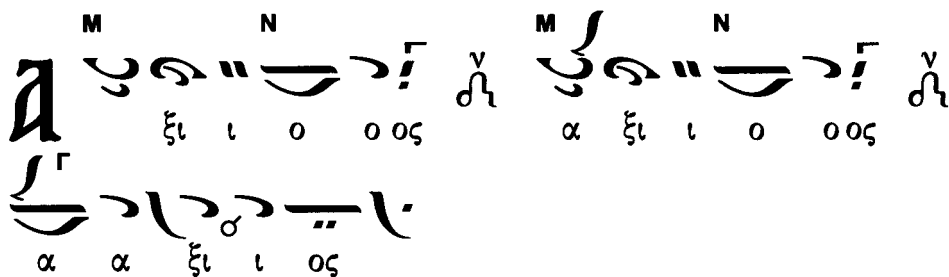 Μ Ν Μ Ν
α ξι ι ο ο ος ν α ξι ι ο ο ος ν
Γ
α α ξι ι ος